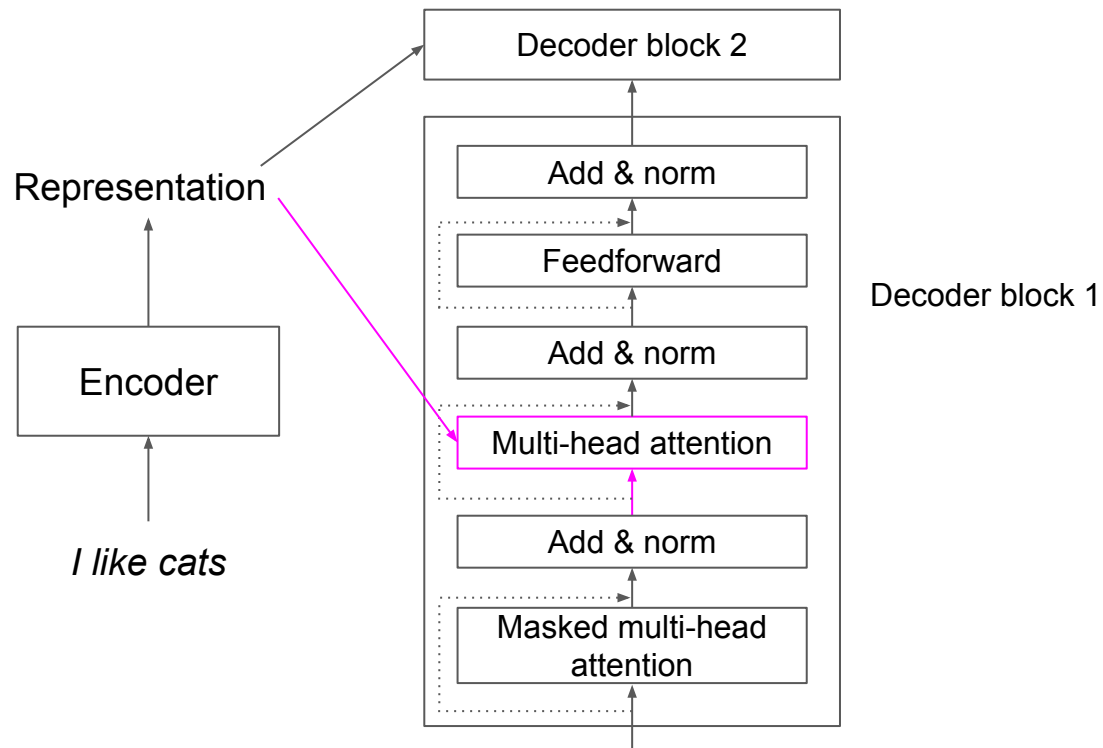 Decoder block 2
Add & norm
Representation
Feedforward
Decoder block 1
Add & norm
Encoder
Multi-head attention
Add & norm
I like cats
Masked multi-head
attention